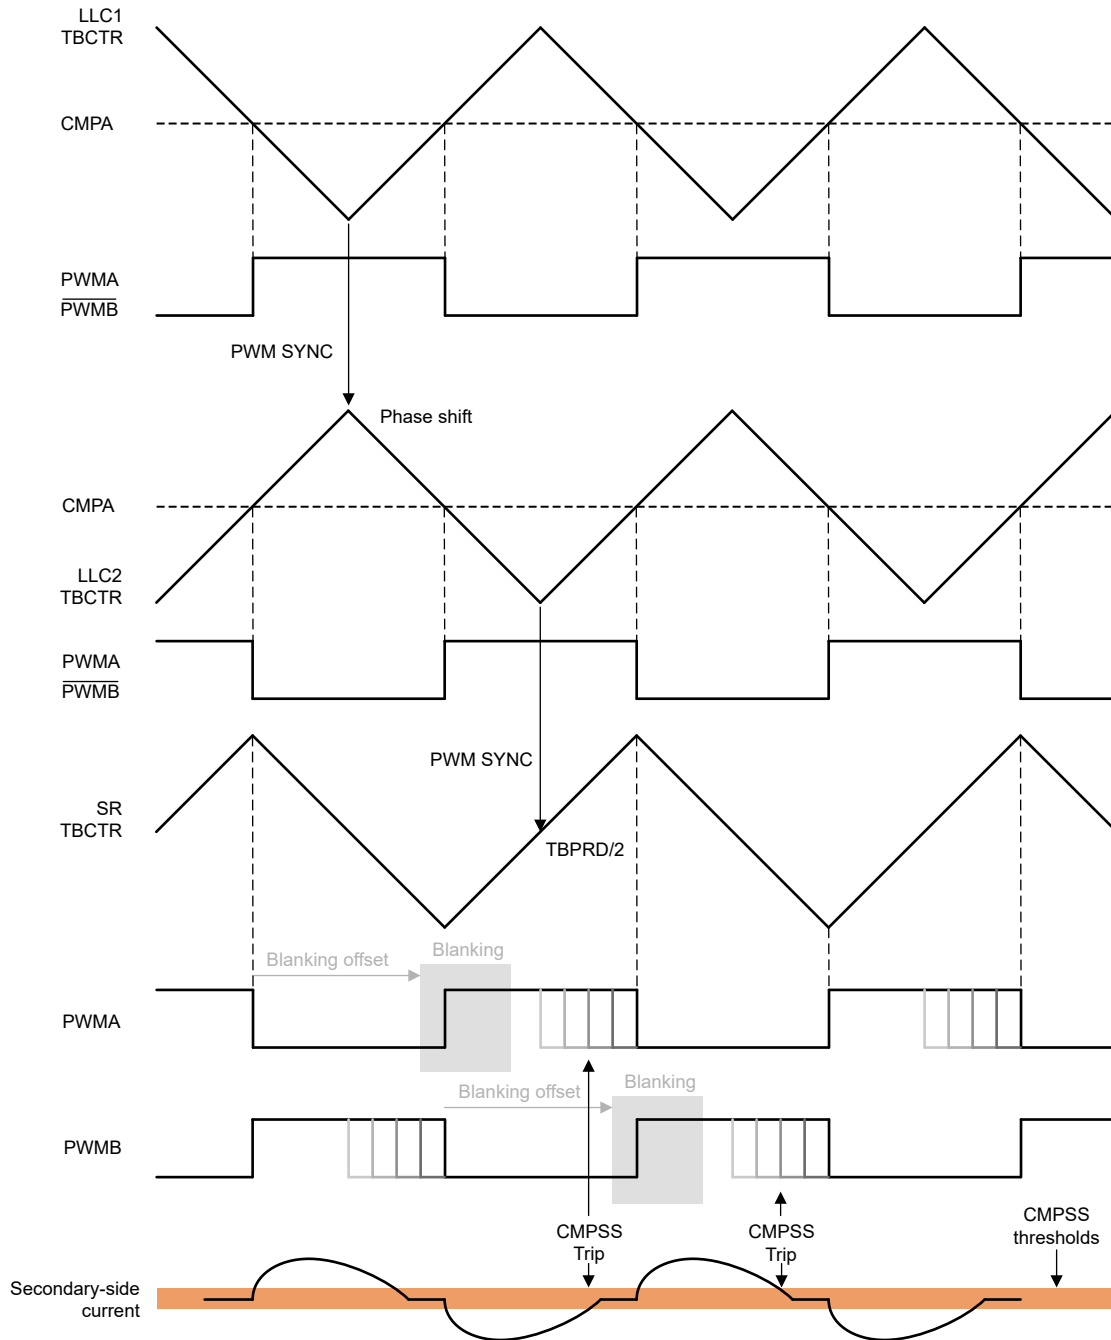 LLC1
TBCTR
CMPA
PWMA
PWMB
PWM SYNC
Phase shift
CMPA
LLC2
TBCTR
PWMA
PWMB
PWM SYNC
SR
TBCTR
TBPRD/2
Blanking offset
Blanking
PWMA
Blanking offset
Blanking
PWMB
CMPSS
Trip
CMPSS
Trip
CMPSS
thresholds
Secondary-side
current